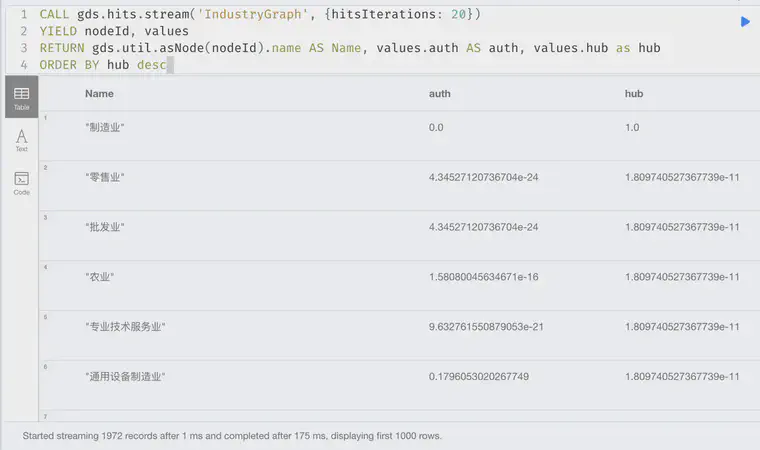 1 CALL gds.hits.stream('IndustryGraph', {hitsIterations: 20})
2 YIELD nodeId, values
3 RETURN gds.util.asNode(nodeId).name AS Name, values.auth AS auth, values.hub as hub
4 ORDER BY hub desc
Table
Text
Code
Name auth hub
1 "制造业" 0.0 1.0
2 "零售业" 4.34527120736704e-24 1.809740527367739e-11
3 "批发业" 4.34527120736704e-24 1.809740527367739e-11
4 "农业" 1.58080045634671e-16 1.809740527367739e-11
5 "专业技术服务业" 9.632761550879053e-21 1.809740527367739e-11
6 "通用设备制造业" 0.1796053020267749 1.809740527367739e-11
7
Started streaming 1972 records after 1 ms and completed after 175 ms, displaying first 1000 rows.